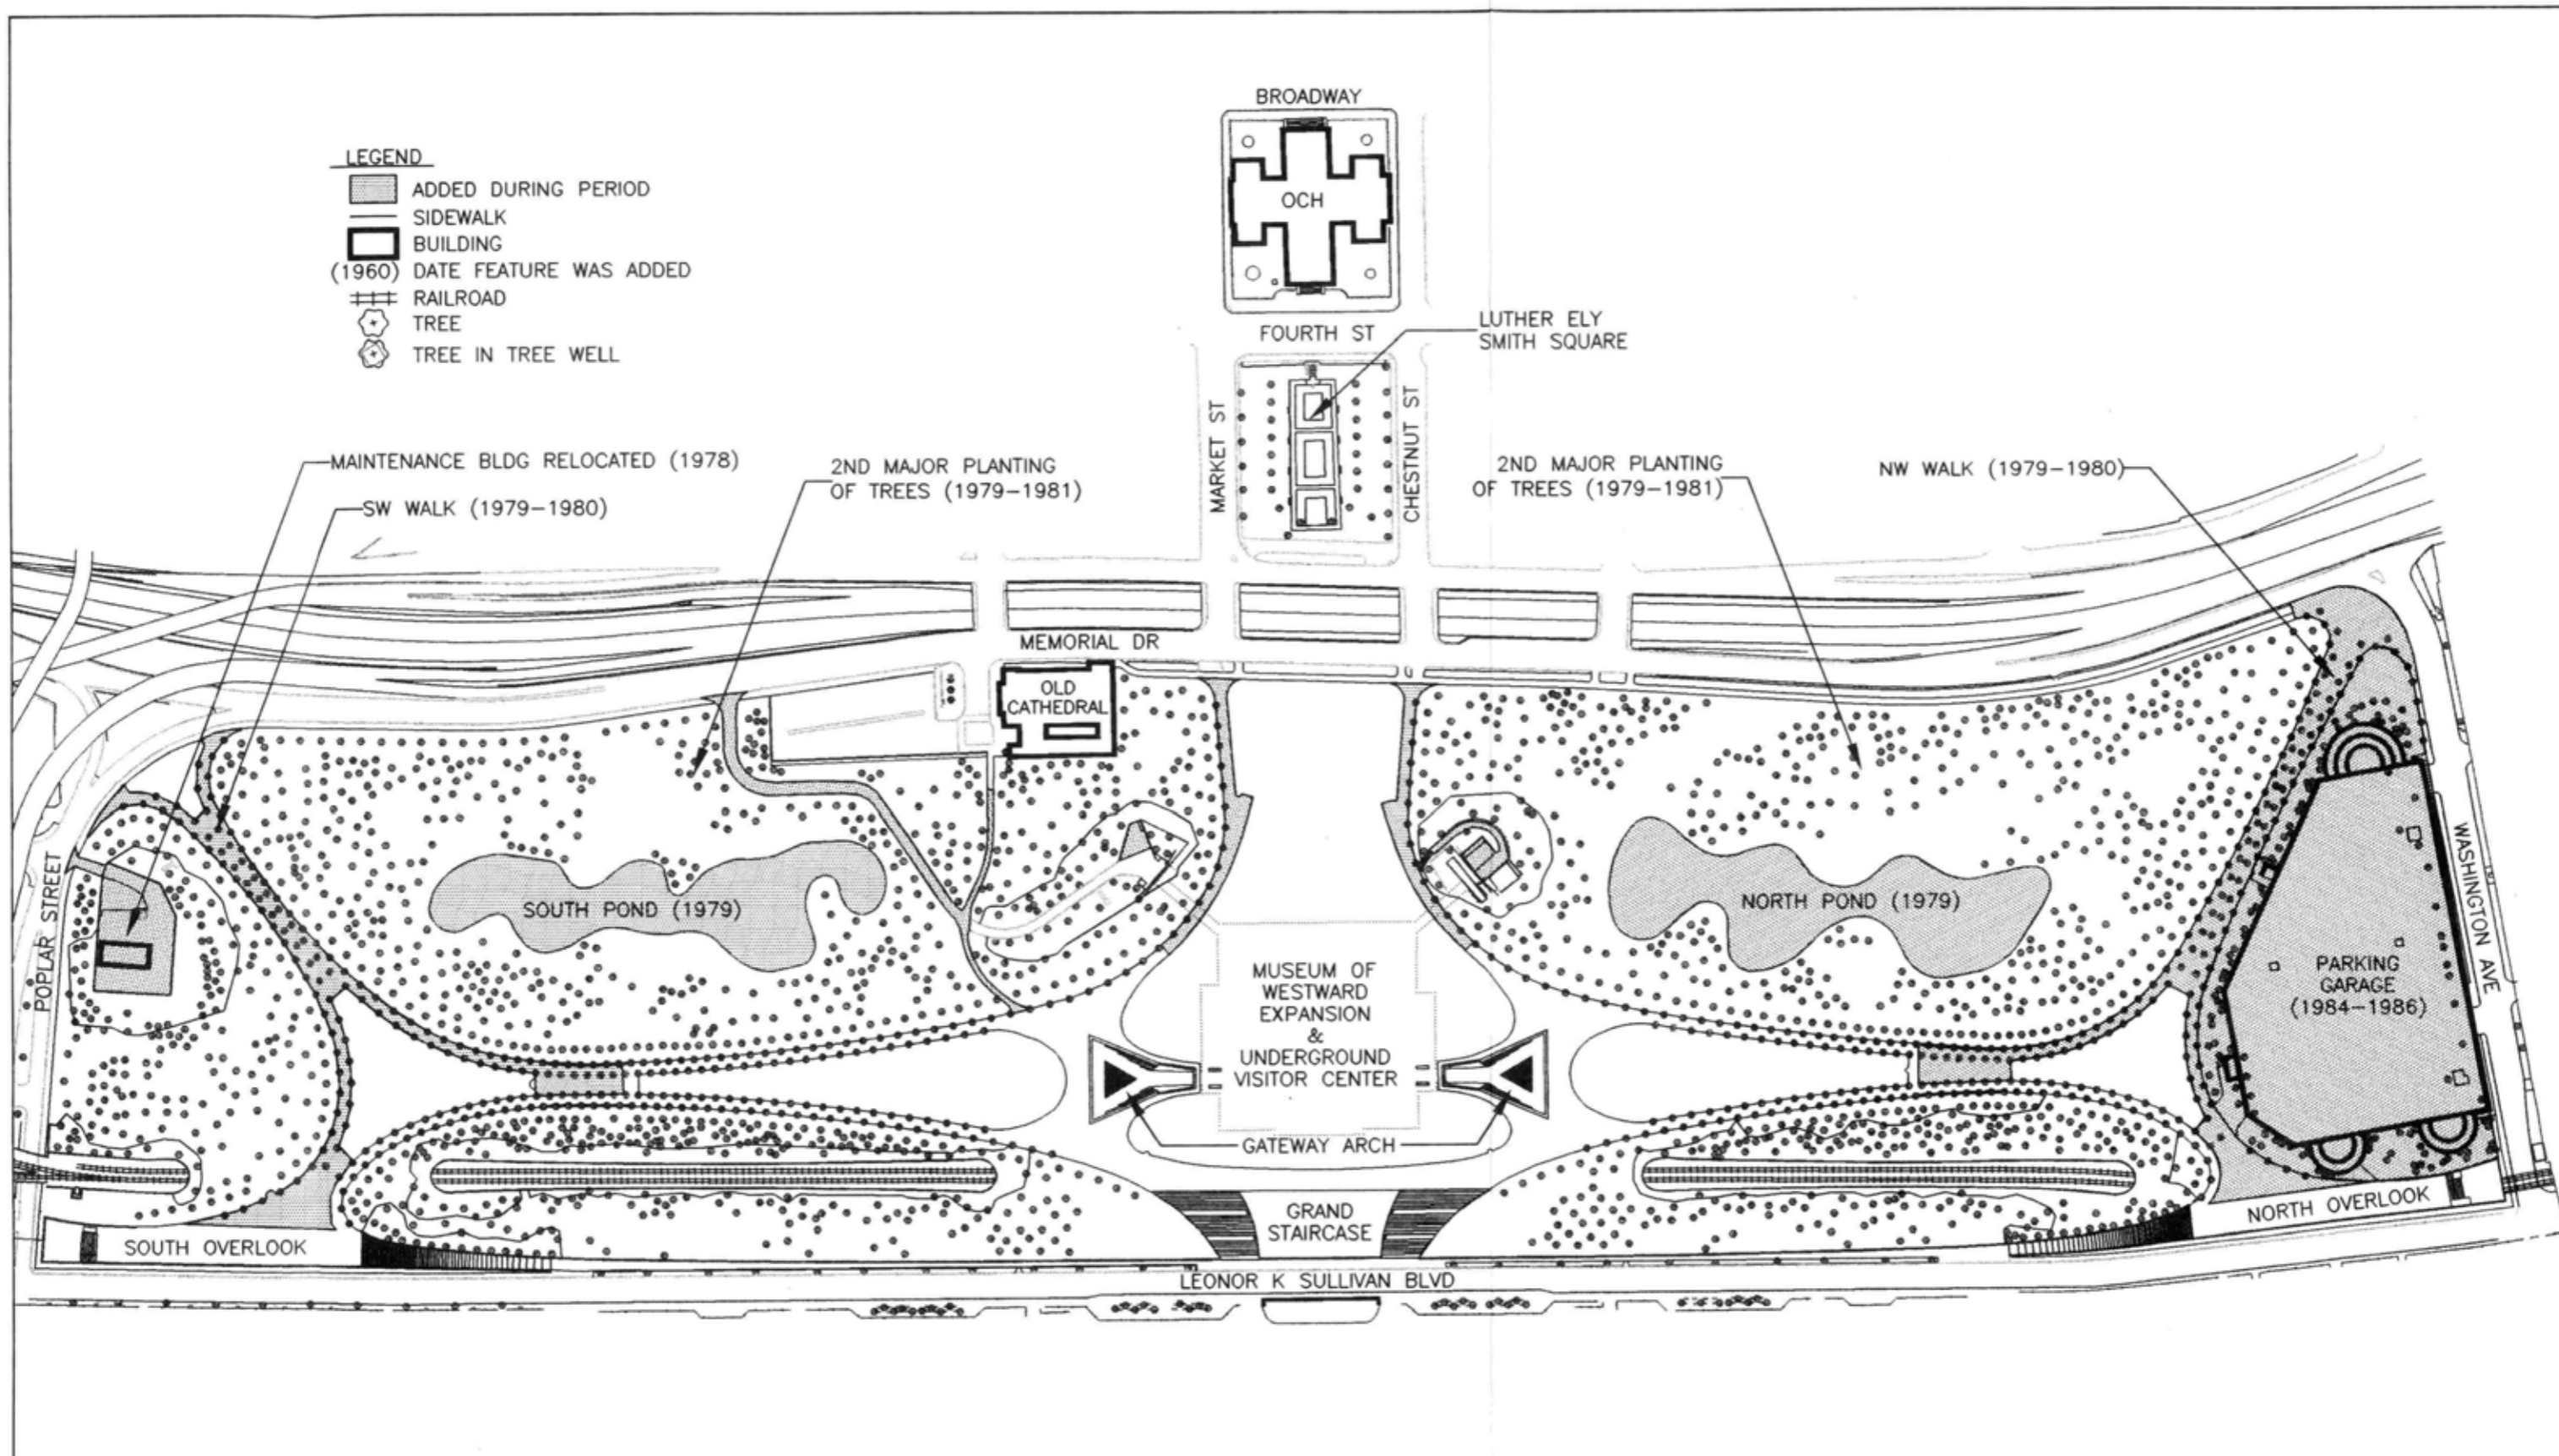 BROADWAY
LEGEND
ADDED DURING PERIOD
SIDEWALK
BUILDING
(1960) DATE FEATURE WAS ADDED
RAILROAD
TREE
TREE IN TREE WELL
OCH
FOURTH ST
LUTHER ELY
SMITH SQUARE
MARKET ST
CHESTNUT ST
MAINTENANCE BLDG RELOCATED (1978)
SW WALK (1979-1980)
2ND MAJOR PLANTING
OF TREES (1979-1981)
2ND MAJOR PLANTING
OF TREES (1979-1981)
NW WALK (1979-1980)
MEMORIAL DR
OLD
CATHEDRAL
POPLAR STREET
SOUTH POND (1979)
NORTH POND (1979)
WASHINGTON AVE
PARKING
GARAGE
(1984-1986)
MUSEUM OF
WESTWARD
EXPANSION
&
UNDERGROUND
VISITOR CENTER
GATEWAY ARCH
GRAND
STAIRCASE
SOUTH OVERLOOK
NORTH OVERLOOK
LEONOR K SULLIVAN BLVD